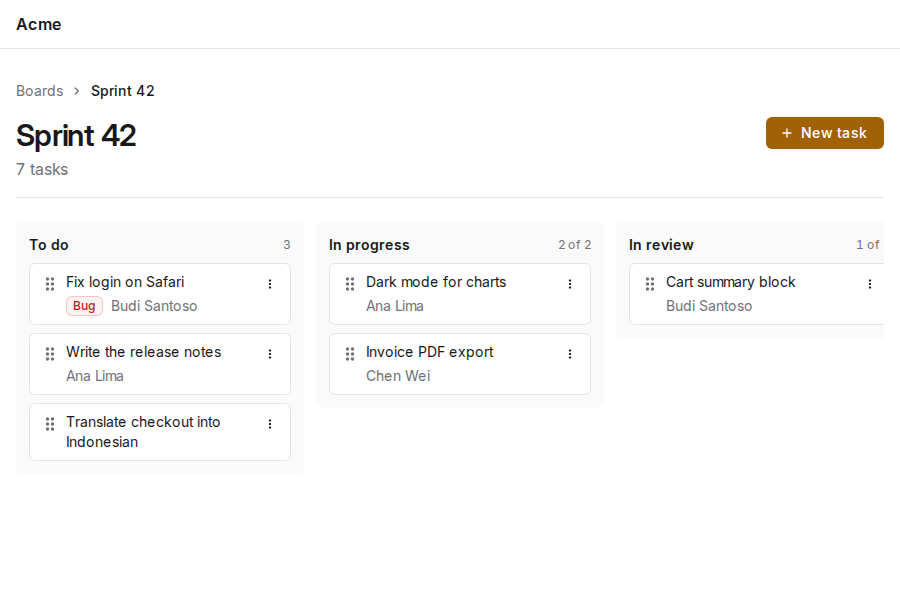 Acme
Boards
Sprint 42
Sprint 42
New task
7 tasks
To do
3
Fix login on Safari
Bug
Budi Santoso
Write the release notes
Ana Lima
Translate checkout into
Indonesian
In progress
2 of 2
Dark mode for charts
Ana Lima
Invoice PDF export
Chen Wei
In review
1 of
Cart summary block
Budi Santoso